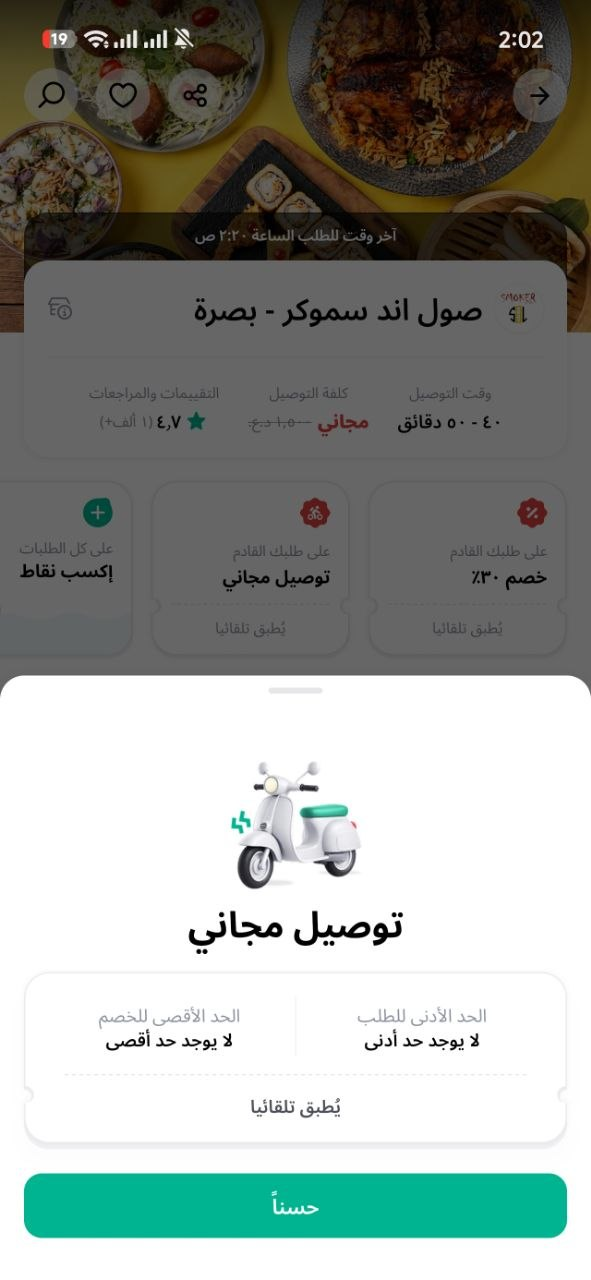 19
2:02
آخر وقت للطلب الساعة ٢:٢٠ ص
SMOKER
صول اند سموكر - بصرة
وقت التوصيل
٤٠ - ٥٠ دقائق
كلفة التوصيل
مجاني ١,٥٠٠ د.ع.
التقييمات والمراجعات
٤,٧ (١ ألف+)
على طلبك القادم
خصم ٣٠٪
يُطبق تلقائيا
على طلبك القادم
توصيل مجاني
يُطبق تلقائيا
على كل الطلبات
إكسب نقاط
توصيل مجاني
الحد الأدنى للطلب
لا يوجد حد أدنى
الحد الأقصى للخصم
لا يوجد حد أقصى
يُطبق تلقائيا
حسناً